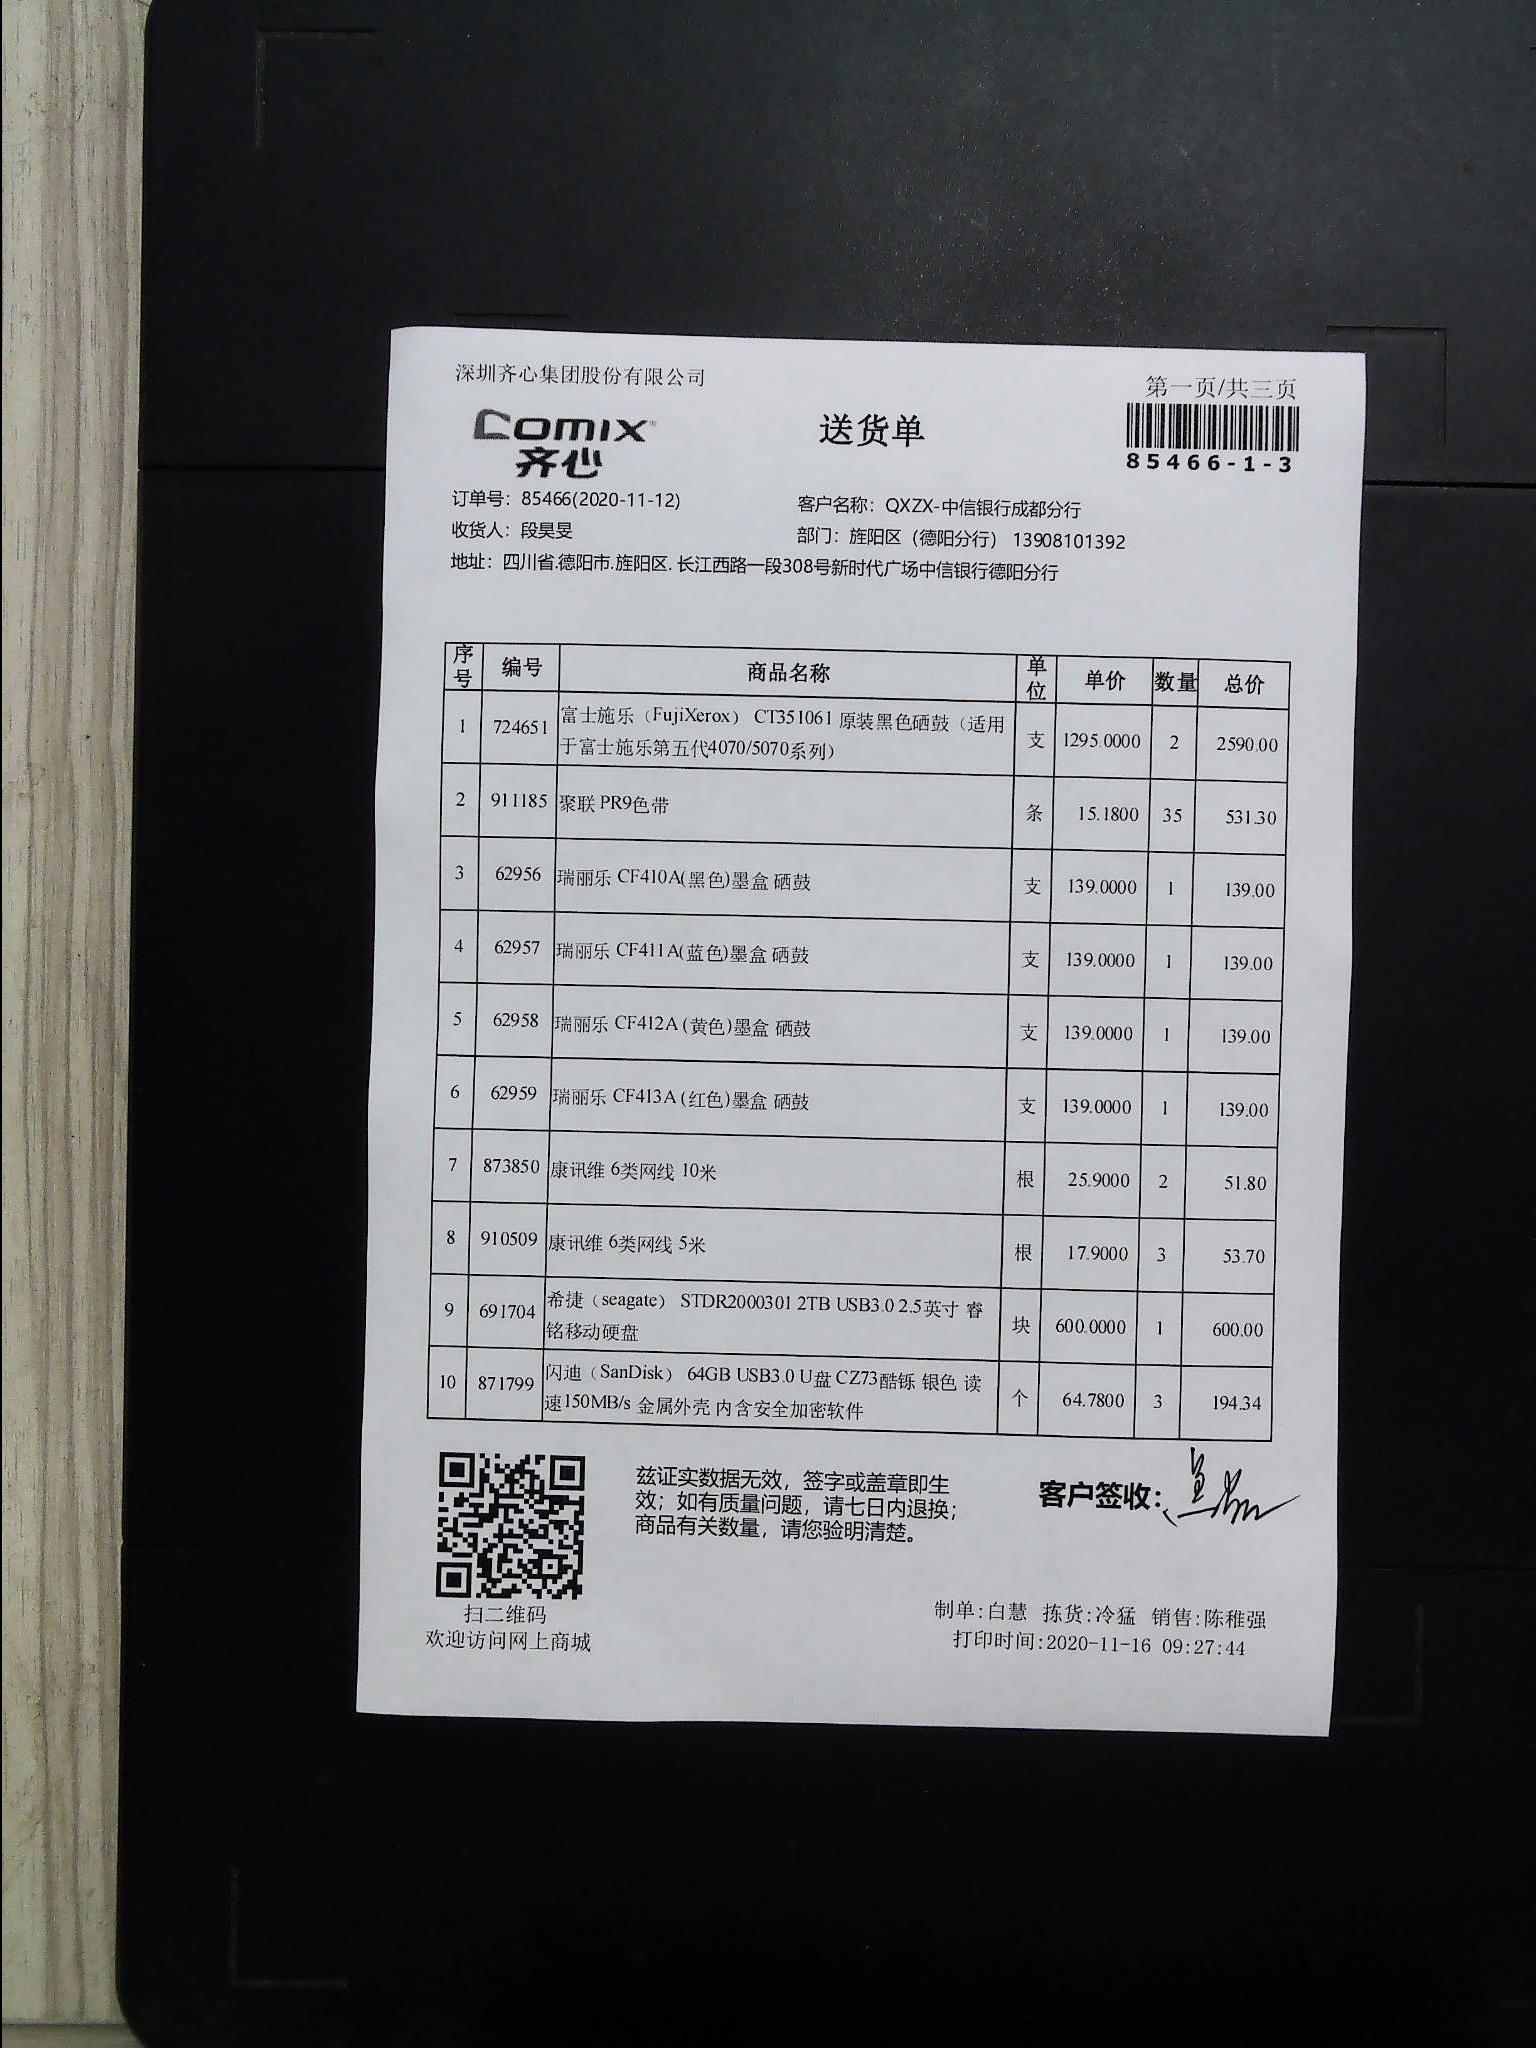 深圳齐心集团股份有限公司
第一页/共三页
comix
齐心
送货单
85466-1-3
订单号：85466(2020-11-12)
客户名称：QXZX-中信银行成都分行
收货人：段昊旻
部门：旌阳区（德阳分行） 13908101392
地址：四川省.德阳市.旌阳区. 长江西路一段308号新时代广场中信银行德阳分行
序号 编号 商品名称 单位 单价 数量 总价
1 724651 富士施乐（FujiXerox） CT351061 原装黑色硒鼓（适用于富士施乐第五代4070/5070系列） 支 1295.0000 2 2590.00
2 911185 聚联 PR9色带 条 15.1800 35 531.30
3 62956 瑞丽乐 CF410A(黑色)墨盒 硒鼓 支 139.0000 1 139.00
4 62957 瑞丽乐 CF411A(蓝色)墨盒 硒鼓 支 139.0000 1 139.00
5 62958 瑞丽乐 CF412A (黄色)墨盒 硒鼓 支 139.0000 1 139.00
6 62959 瑞丽乐 CF413A (红色)墨盒 硒鼓 支 139.0000 1 139.00
7 873850 康讯维 6类网线 10米 根 25.9000 2 51.80
8 910509 康讯维 6类网线 5米 根 17.9000 3 53.70
9 691704 希捷（seagate） STDR2000301 2TB USB3.0 2.5英寸 睿铭移动硬盘 块 600.0000 1 600.00
10 871799 闪迪（SanDisk） 64GB USB3.0 U盘 CZ73酷铄 银色 读速150MB/s 金属外壳 内含安全加密软件 个 64.7800 3 194.34
兹证实数据无效，签字或盖章即生
效；如有质量问题，请七日内退换；
商品有关数量，请您验明清楚。
客户签收：
扫二维码
欢迎访问网上商城
制单:白慧 拣货:冷猛 销售:陈稚强
打印时间:2020-11-16 09:27:44